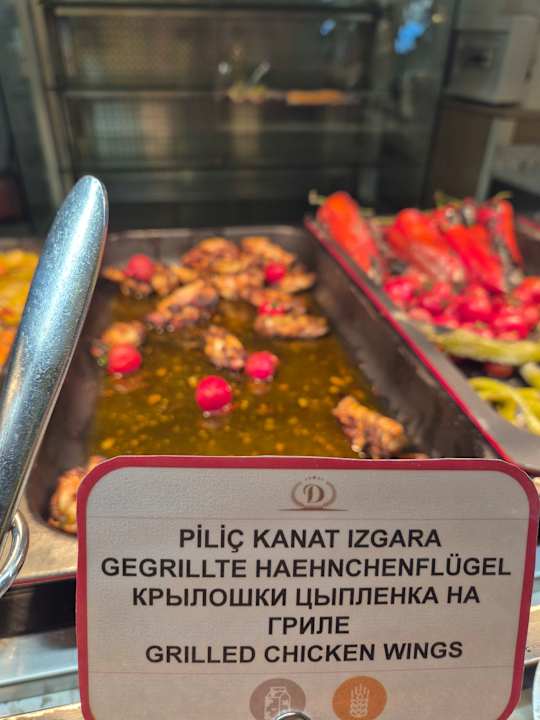 D
PİLİÇ KANAT IZGARA
GEGRILLTE HAEHNCHENFLÜGEL
КРЫЛОШКИ ЦЫПЛЕНКА НА
ГРИЛЕ
GRILLED CHICKEN WINGS